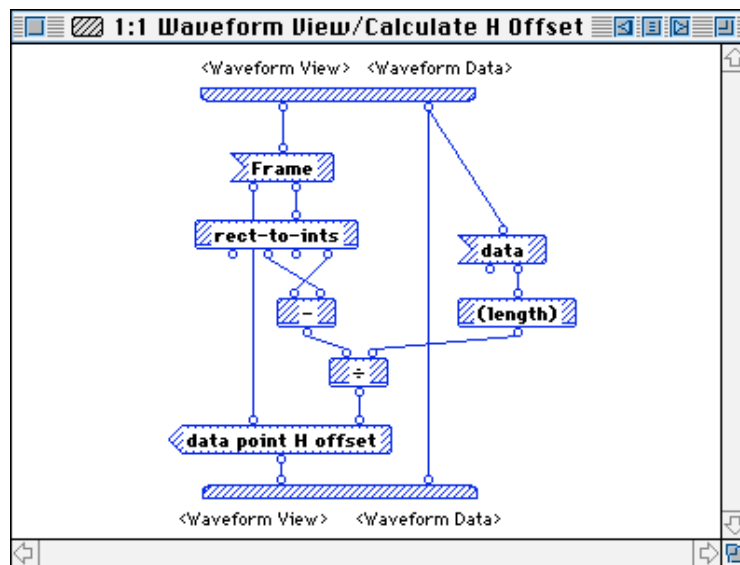 1:1 Waveform View/Calculate H Offset
<Waveform View> <Waveform Data>
Frame
rect-to-ints
data
-
(length)
÷
data point H offset
<Waveform View> <Waveform Data>